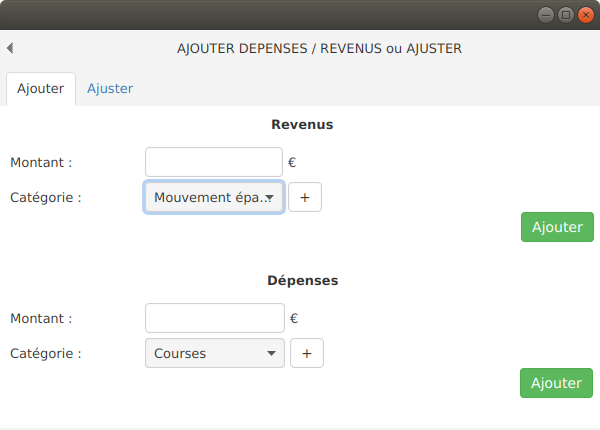 AJOUTER DEPENSES / REVENUS ou AJUSTER
Ajouter Ajuster
Revenus
Montant : €
Catégorie : Mouvement épa... +
Ajouter
Dépenses
Montant : €
Catégorie : Courses +
Ajouter